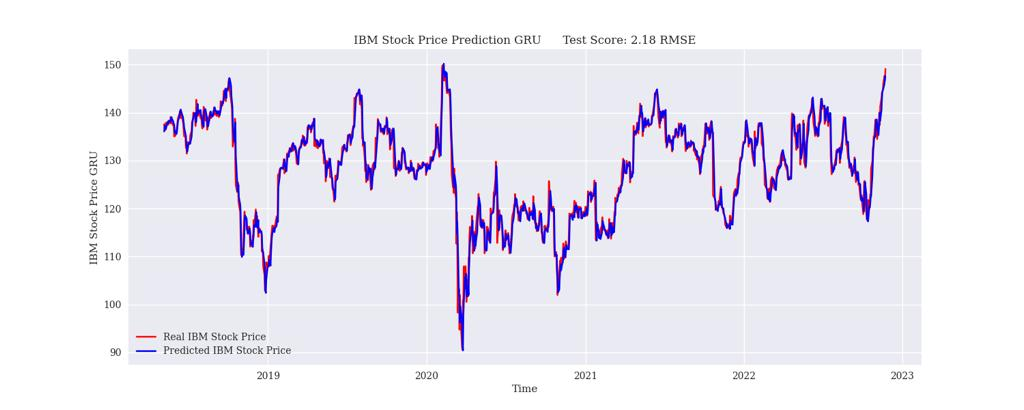 IBM Stock Price Prediction GRU Test Score: 2.18 RMSE
150
140
130
120
110
100
90
IBM Stock Price GRU
Real IBM Stock Price
Predicted IBM Stock Price
2019 2020 2021 2022 2023
Time